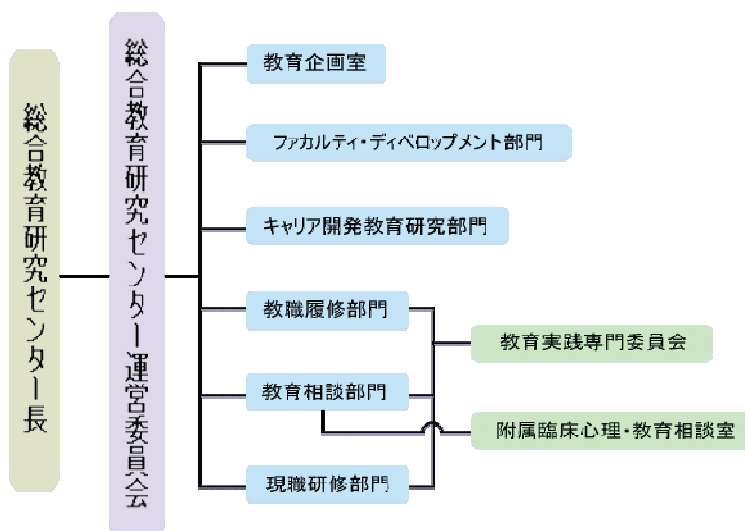 総合教育研究センター長
総合教育研究センター運営委員会
教育企画室
ファカルティ・ディベロップメント部門
キャリア開発教育研究部門
教職履修部門
教育相談部門
現職研修部門
教育実践専門委員会
附属臨床心理・教育相談室